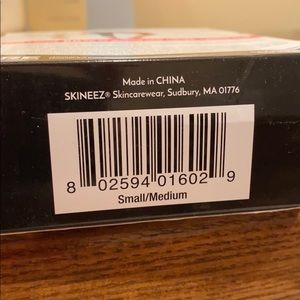 Made in CHINA
SKINEEZ® Skincarewear, Sudbury, MA 01776
8 02594 01602 9
Small/Medium